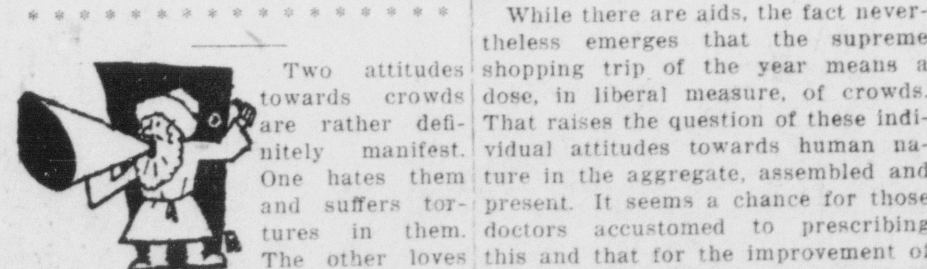 Two attitudes
towards crowds
are rather defi-
nitely manifest.
One hates them
and suffers tor-
tures in them.
The other loves
While there are aids, the fact never-
theless emerges that the supreme
shopping trip of the year means a
dose, in liberal measure, of crowds.
That raises the question of these indi-
vidual attitudes towards human na-
ture in the aggregate, assembled and
present. It seems a chance for those
doctors accustomed to prescribing
this and that for the improvement of